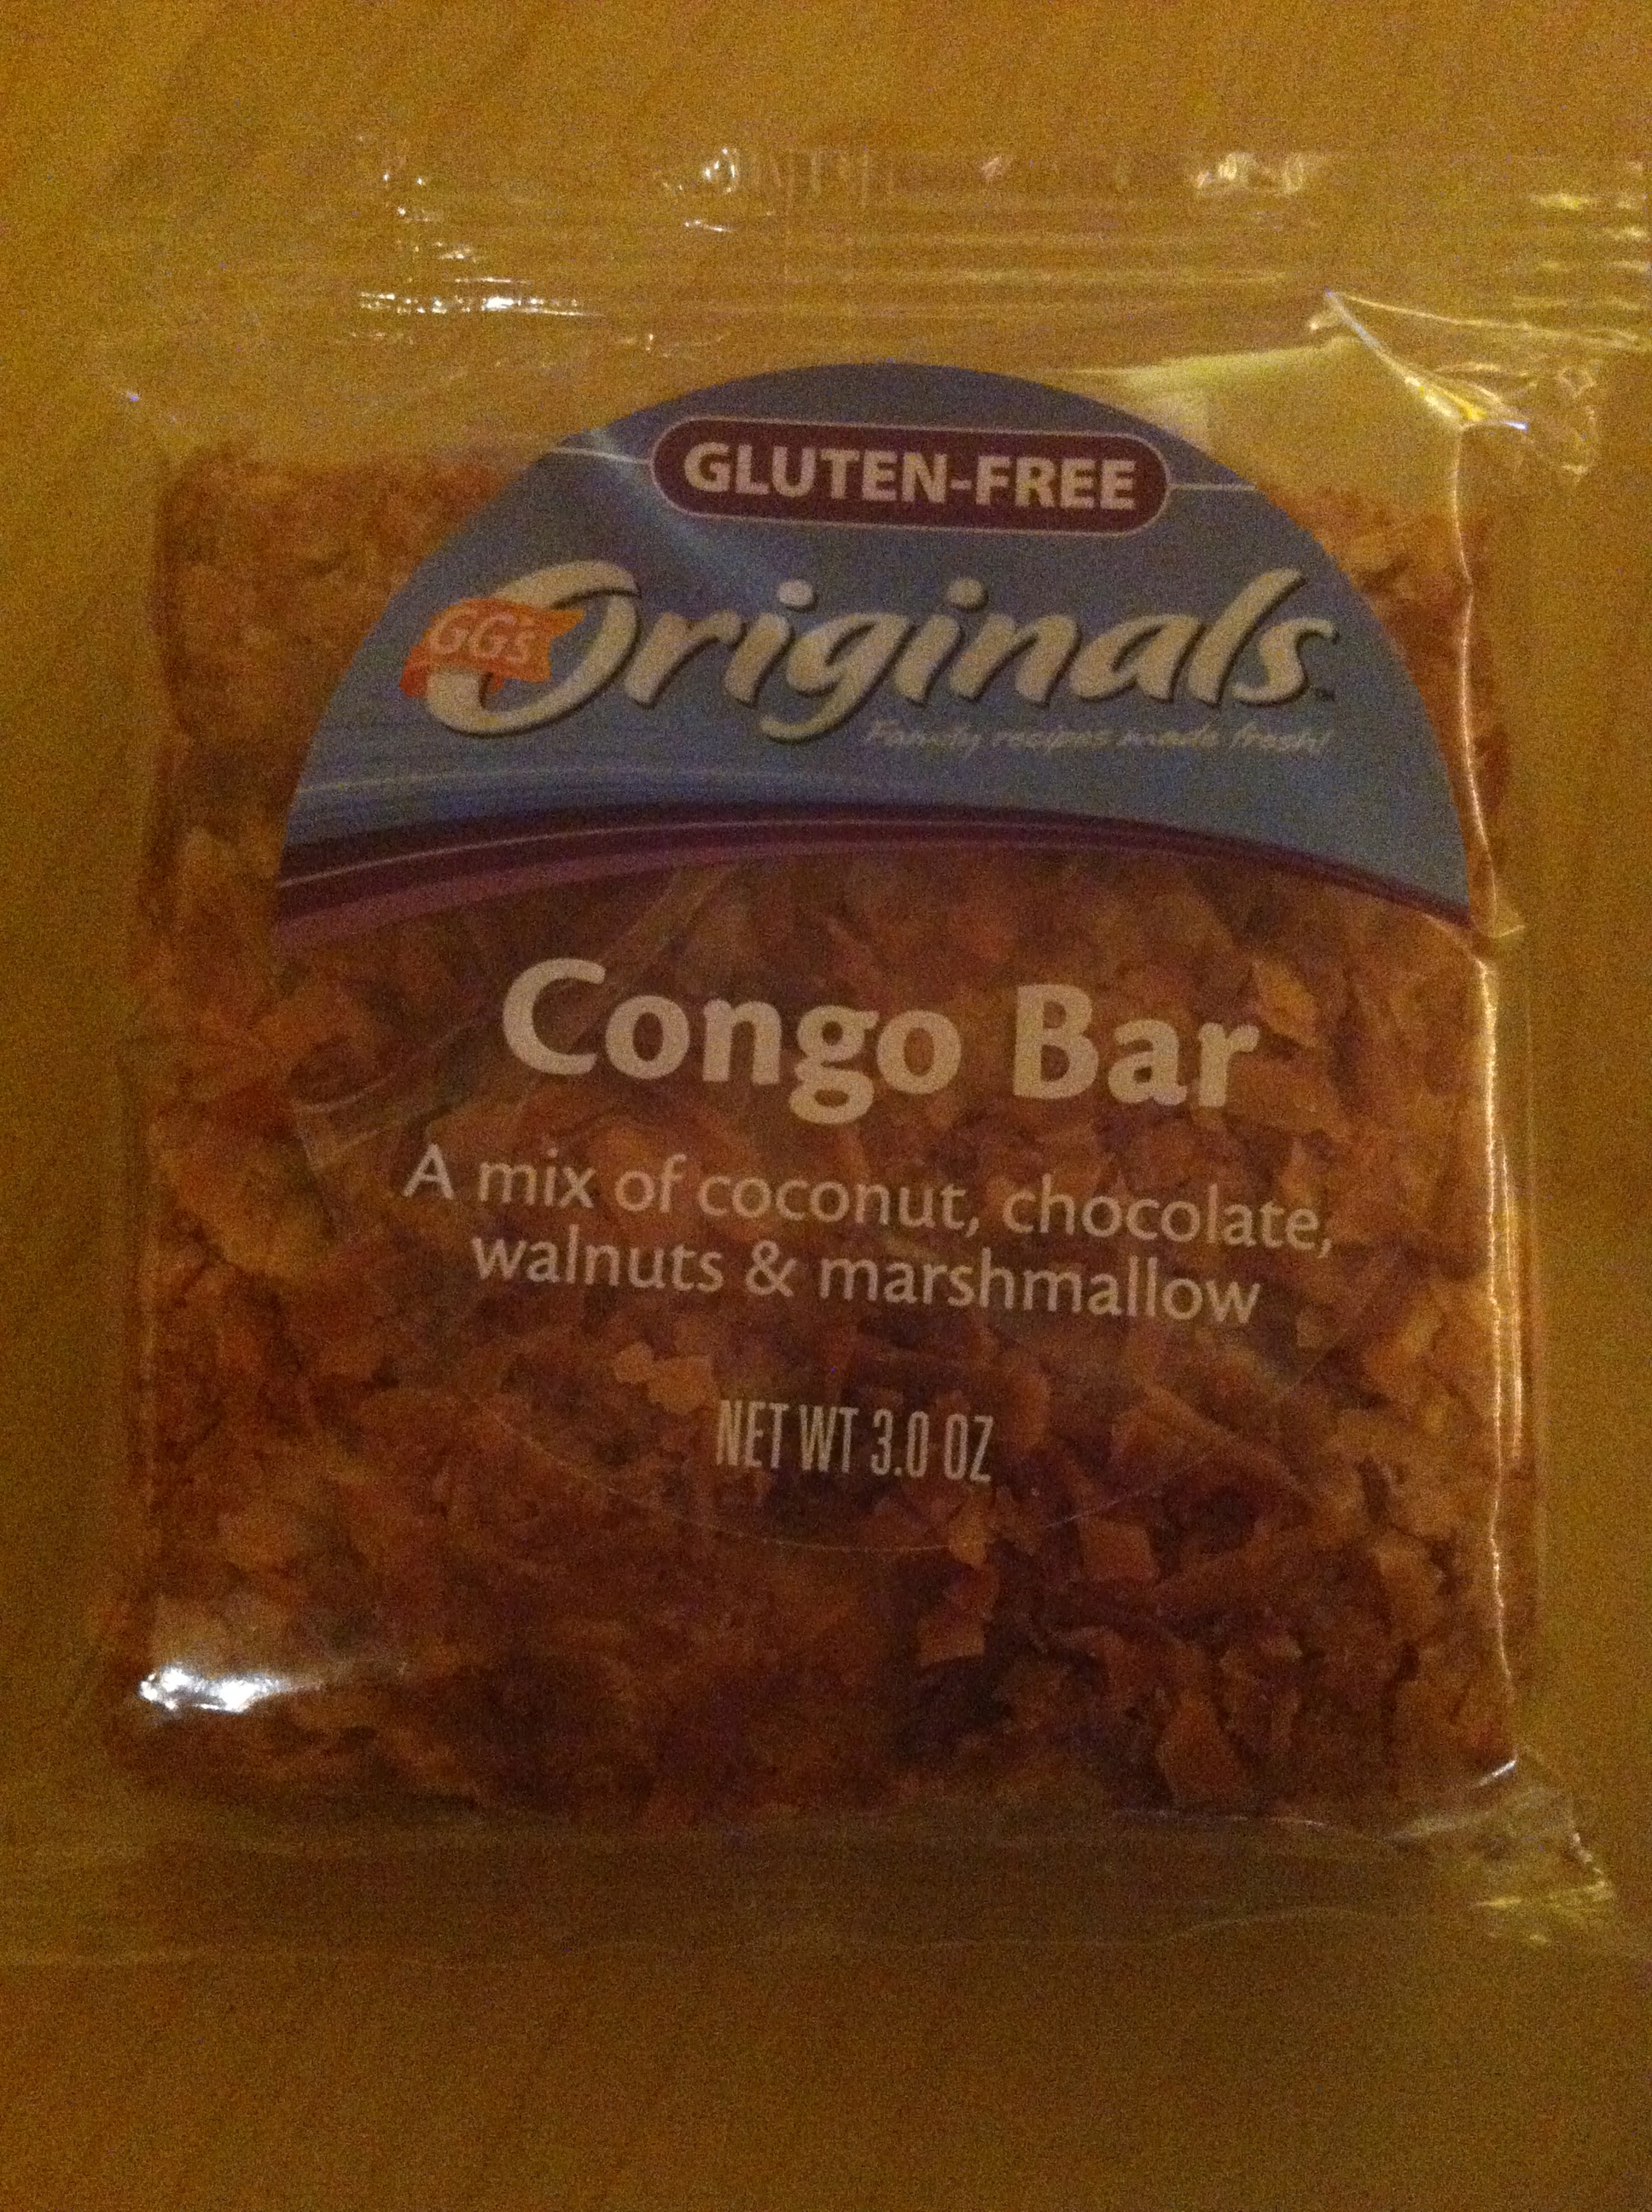 GLUTEN-FREE
GG's Originals™
Family recipes made fresh!
Congo Bar
A mix of coconut, chocolate,
walnuts & marshmallow
NET WT 3.0 OZ